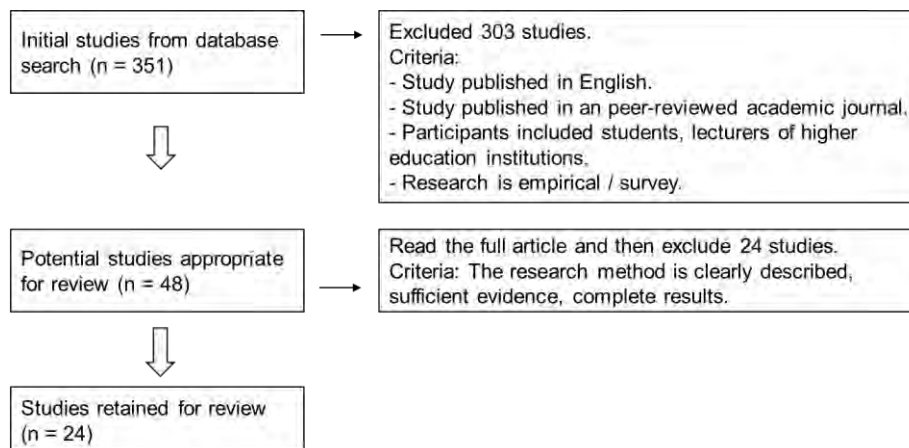 Initial studies from database
search (n = 351)
Excluded 303 studies.
Criteria:
- Study published in English.
- Study published in an peer-reviewed academic journal.
- Participants included students, lecturers of higher
education institutions.
- Research is empirical / survey.
Potential studies appropriate
for review (n = 48)
Read the full article and then exclude 24 studies.
Criteria: The research method is clearly described,
sufficient evidence, complete results.
Studies retained for review
(n = 24)